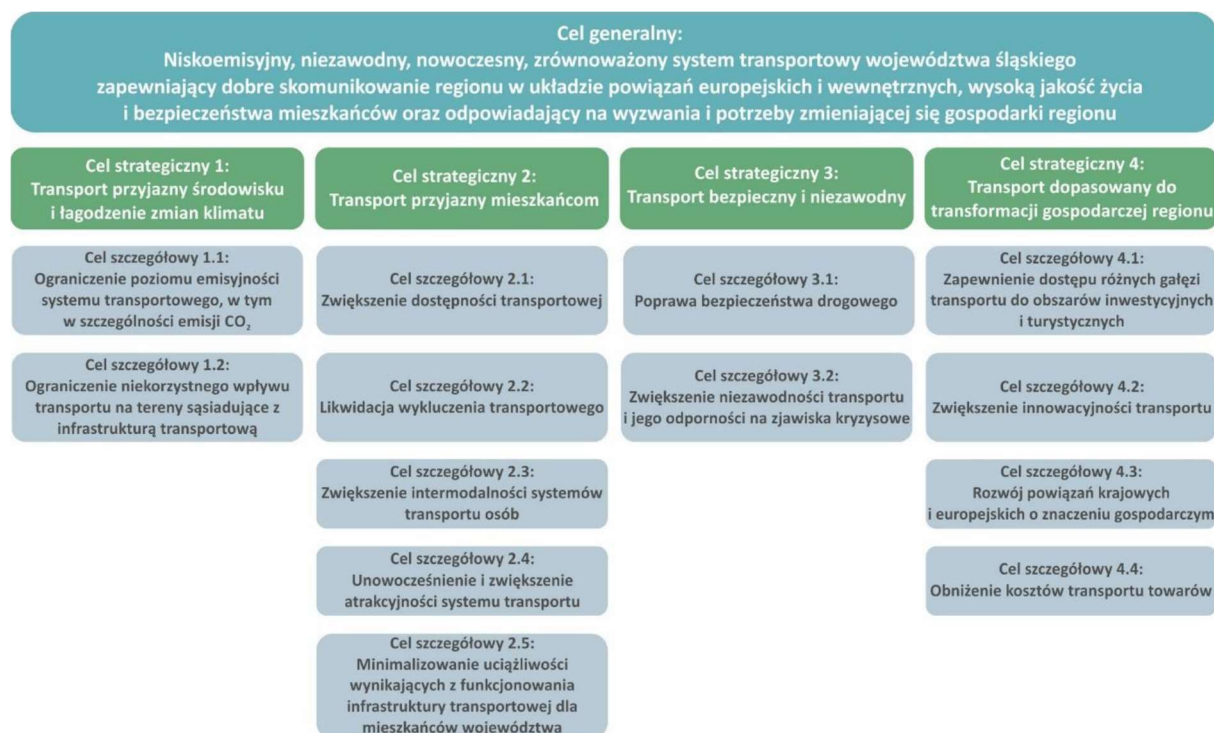 Cel generalny:
Niskoemisyjny, niezawodny, nowoczesny, zrównoważony system transportowy województwa śląskiego
zapewniający dobre skomunikowanie regionu w układzie powiązań europejskich i wewnętrznych, wysoką jakość życia
i bezpieczeństwa mieszkańców oraz odpowiadający na wyzwania i potrzeby zmieniającej się gospodarki regionu
Cel strategiczny 1:
Transport przyjazny środowisku
i łagodzenie zmian klimatu
Cel szczegółowy 1.1:
Ograniczenie poziomu emisyjności
systemu transportowego, w tym
w szczególności emisji CO₂
Cel szczegółowy 1.2:
Ograniczenie niekorzystnego wpływu
transportu na tereny sąsiadujące z
infrastrukturą transportową
Cel strategiczny 2:
Transport przyjazny mieszkańcom
Cel szczegółowy 2.1:
Zwiększenie dostępności transportowej
Cel szczegółowy 2.2:
Likwidacja wykluczenia transportowego
Cel szczegółowy 2.3:
Zwiększenie intermodalności systemów
transportu osób
Cel szczegółowy 2.4:
Unowocześnienie i zwiększenie
atrakcyjności systemu transportu
Cel szczegółowy 2.5:
Minimalizowanie uciążliwości
wynikających z funkcjonowania
infrastruktury transportowej dla
mieszkańców województwa
Cel strategiczny 3:
Transport bezpieczny i niezawodny
Cel szczegółowy 3.1:
Poprawa bezpieczeństwa drogowego
Cel szczegółowy 3.2:
Zwiększenie niezawodności transportu
i jego odporności na zjawiska kryzysowe
Cel strategiczny 4:
Transport dopasowany do
transformacji gospodarczej regionu
Cel szczegółowy 4.1:
Zapewnienie dostępu różnych gałęzi
transportu do obszarów inwestycyjnych
i turystycznych
Cel szczegółowy 4.2:
Zwiększenie innowacyjności transportu
Cel szczegółowy 4.3:
Rozwój powiązań krajowych
i europejskich o znaczeniu gospodarczym
Cel szczegółowy 4.4:
Obniżenie kosztów transportu towarów